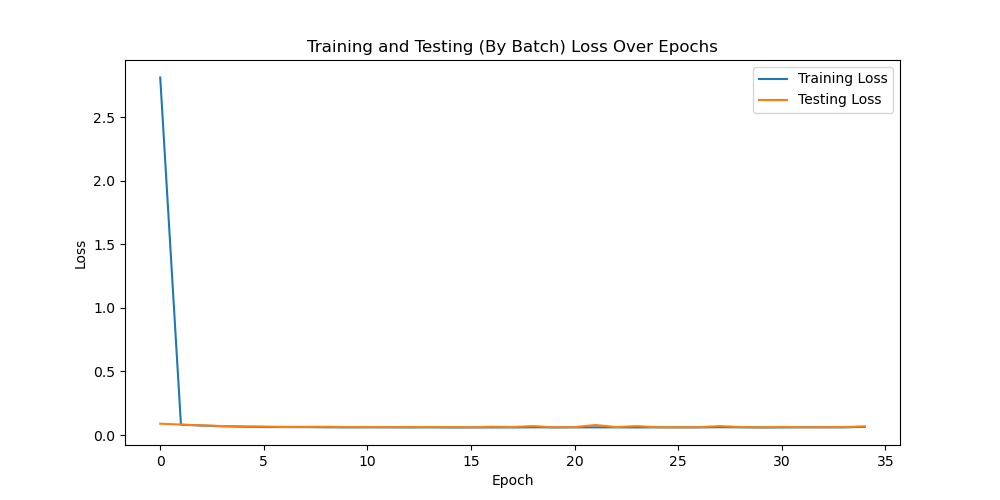 Training and Testing (By Batch) Loss Over Epochs
Training Loss
Testing Loss
2.5
2.0
1.5
1.0
0.5
0.0
Loss
0 5 10 15 20 25 30 35
Epoch